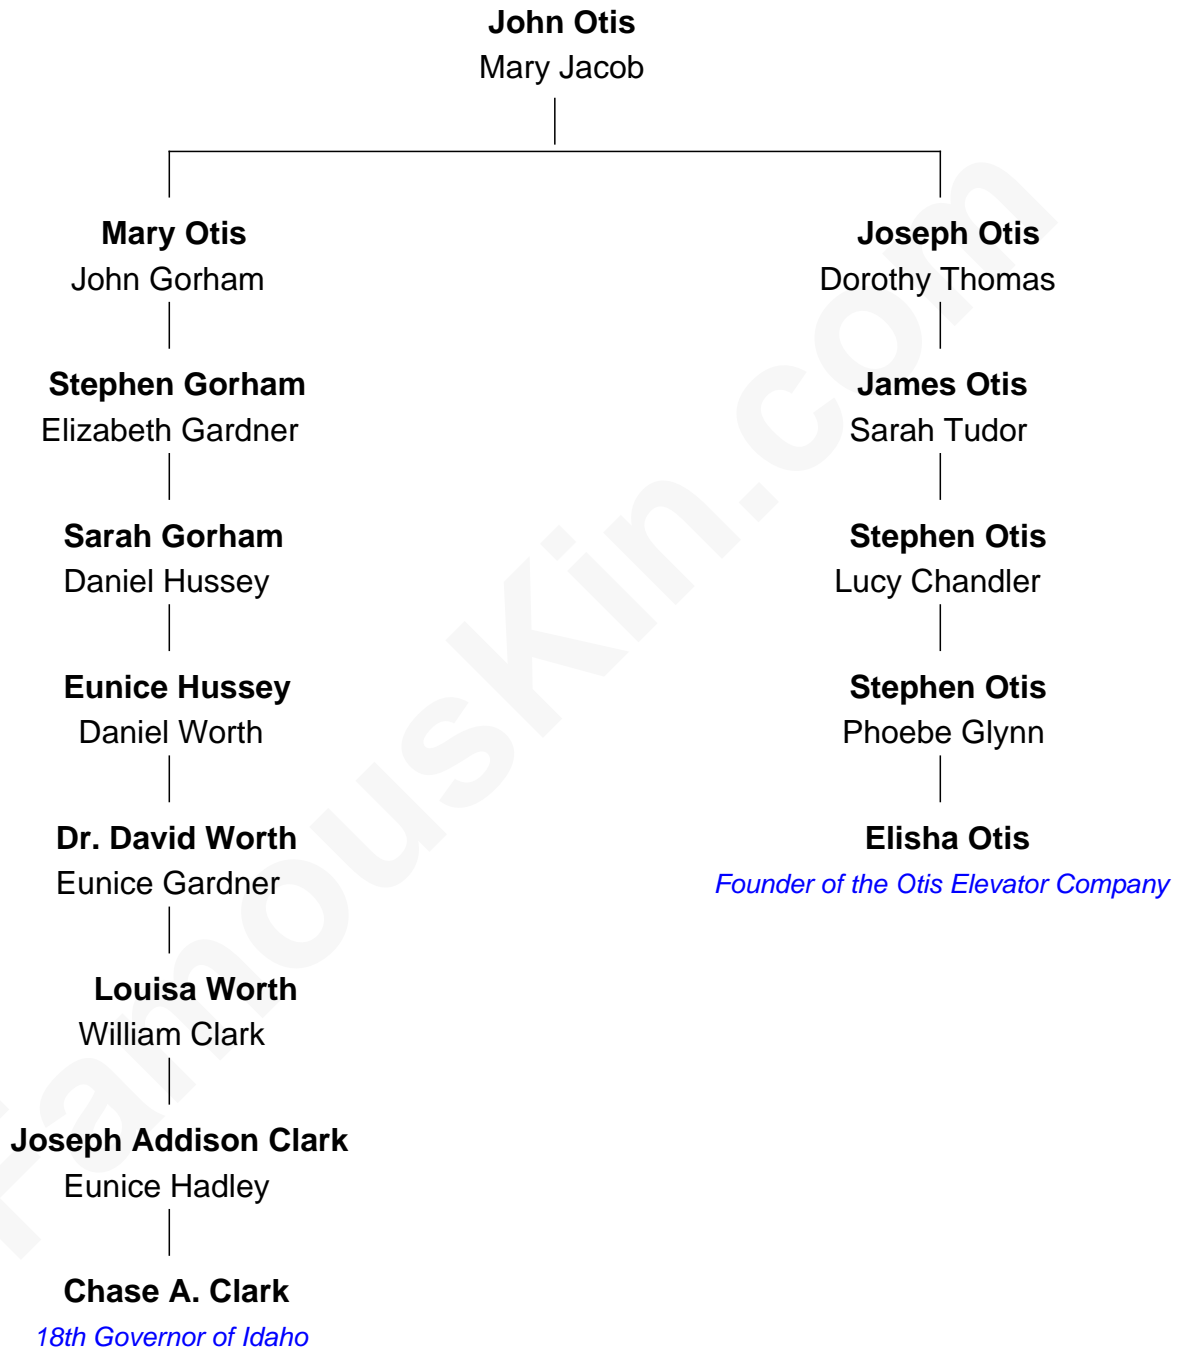 John Otis
Mary Jacob
Mary Otis
John Gorham
Joseph Otis
Dorothy Thomas
Stephen Gorham
Elizabeth Gardner
James Otis
Sarah Tudor
Sarah Gorham
Daniel Hussey
Stephen Otis
Lucy Chandler
Eunice Hussey
Daniel Worth
Stephen Otis
Phoebe Glynn
Dr. David Worth
Eunice Gardner
Elisha Otis
Founder of the Otis Elevator Company
Louisa Worth
William Clark
Joseph Addison Clark
Eunice Hadley
Chase A. Clark
18th Governor of Idaho
FamousKin.com